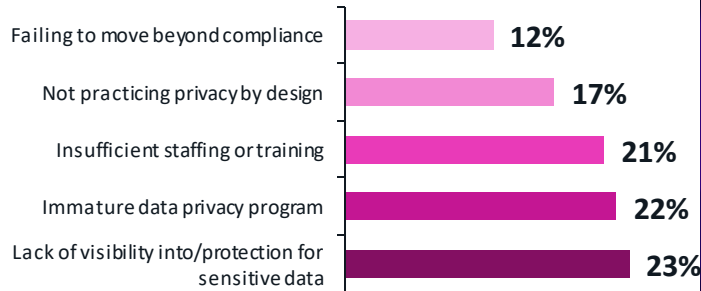 Failing to move beyond compliance
12%
Not practicing privacy by design
17%
Insufficient staffing or training
21%
Immature data privacy program
22%
Lack of visibility into/protection for
sensitive data
23%